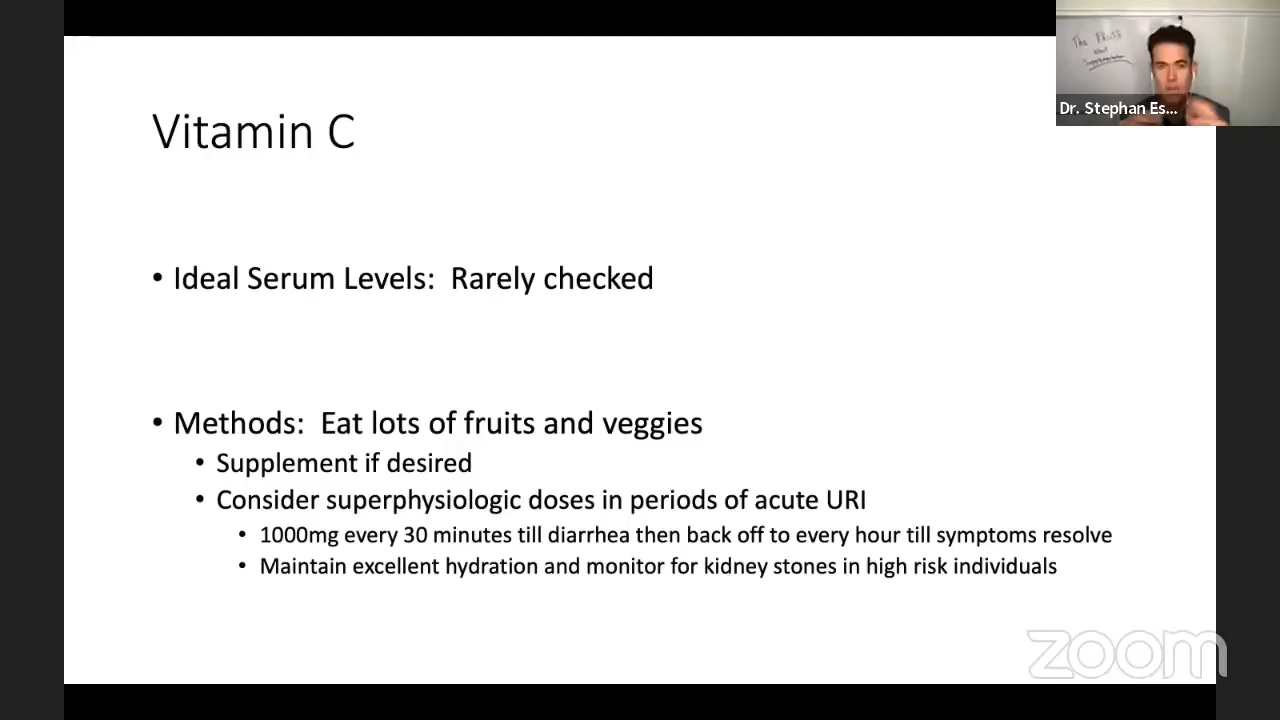 The
Dr. Stephan Es...
Vitamin C
• Ideal Serum Levels: Rarely checked
• Methods: Eat lots of fruits and veggies
• Supplement if desired
• Consider superphysiologic doses in periods of acute URI
• 1000mg every 30 minutes till diarrhea then back off to every hour till symptoms resolve
• Maintain excellent hydration and monitor for kidney stones in high risk individuals
zoom